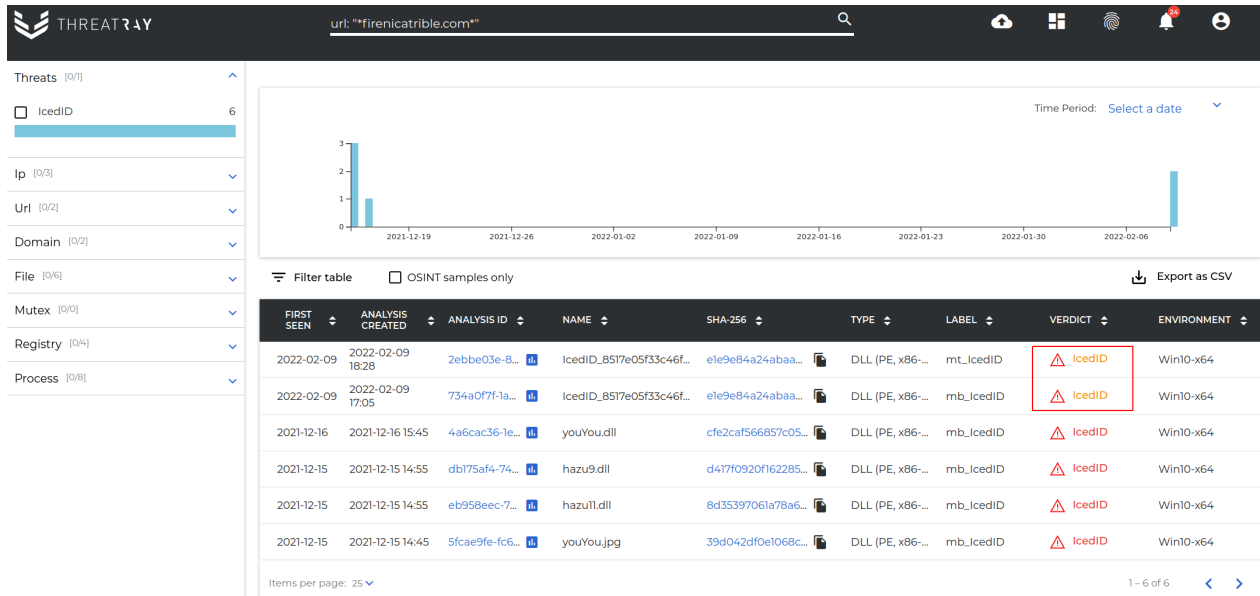 THREATRAY
url: "*firenicatrible.com*"
24
Threats [0/1]
IcedID 6
Ip [0/3]
Url [0/2]
Domain [0/2]
File [0/6]
Mutex [0/0]
Registry [0/4]
Process [0/8]
Time Period: Select a date
3
2
1
0
2021-12-19 2021-12-26 2022-01-02 2022-01-09 2022-01-16 2022-01-23 2022-01-30 2022-02-06
Filter table OSINT samples only Export as CSV
FIRST SEEN ANALYSIS CREATED ANALYSIS ID NAME SHA-256 TYPE LABEL VERDICT ENVIRONMENT
2022-02-09 2022-02-09 18:28 2ebbe03e-8... IcedID_8517e05f33c46f... e1e9e84a24abaa... DLL (PE, x86-... mt_IcedID IcedID Win10-x64
2022-02-09 2022-02-09 17:05 734a0f7f-1a... IcedID_8517e05f33c46f... e1e9e84a24abaa... DLL (PE, x86-... mb_IcedID IcedID Win10-x64
2021-12-16 2021-12-16 15:45 4a6cac36-1e... youYou.dll cfe2caf566857c05... DLL (PE, x86-... mb_IcedID IcedID Win10-x64
2021-12-15 2021-12-15 14:55 db175af4-74... hazu9.dll d417f0920f162285... DLL (PE, x86-... mb_IcedID IcedID Win10-x64
2021-12-15 2021-12-15 14:55 eb958eec-7... hazu11.dll 8d35397061a78a6... DLL (PE, x86-... mb_IcedID IcedID Win10-x64
2021-12-15 2021-12-15 14:45 5fcae9fe-fc6... youYou.jpg 39d042df0e1068c... DLL (PE, x86-... mb_IcedID IcedID Win10-x64
Items per page: 25 1 – 6 of 6